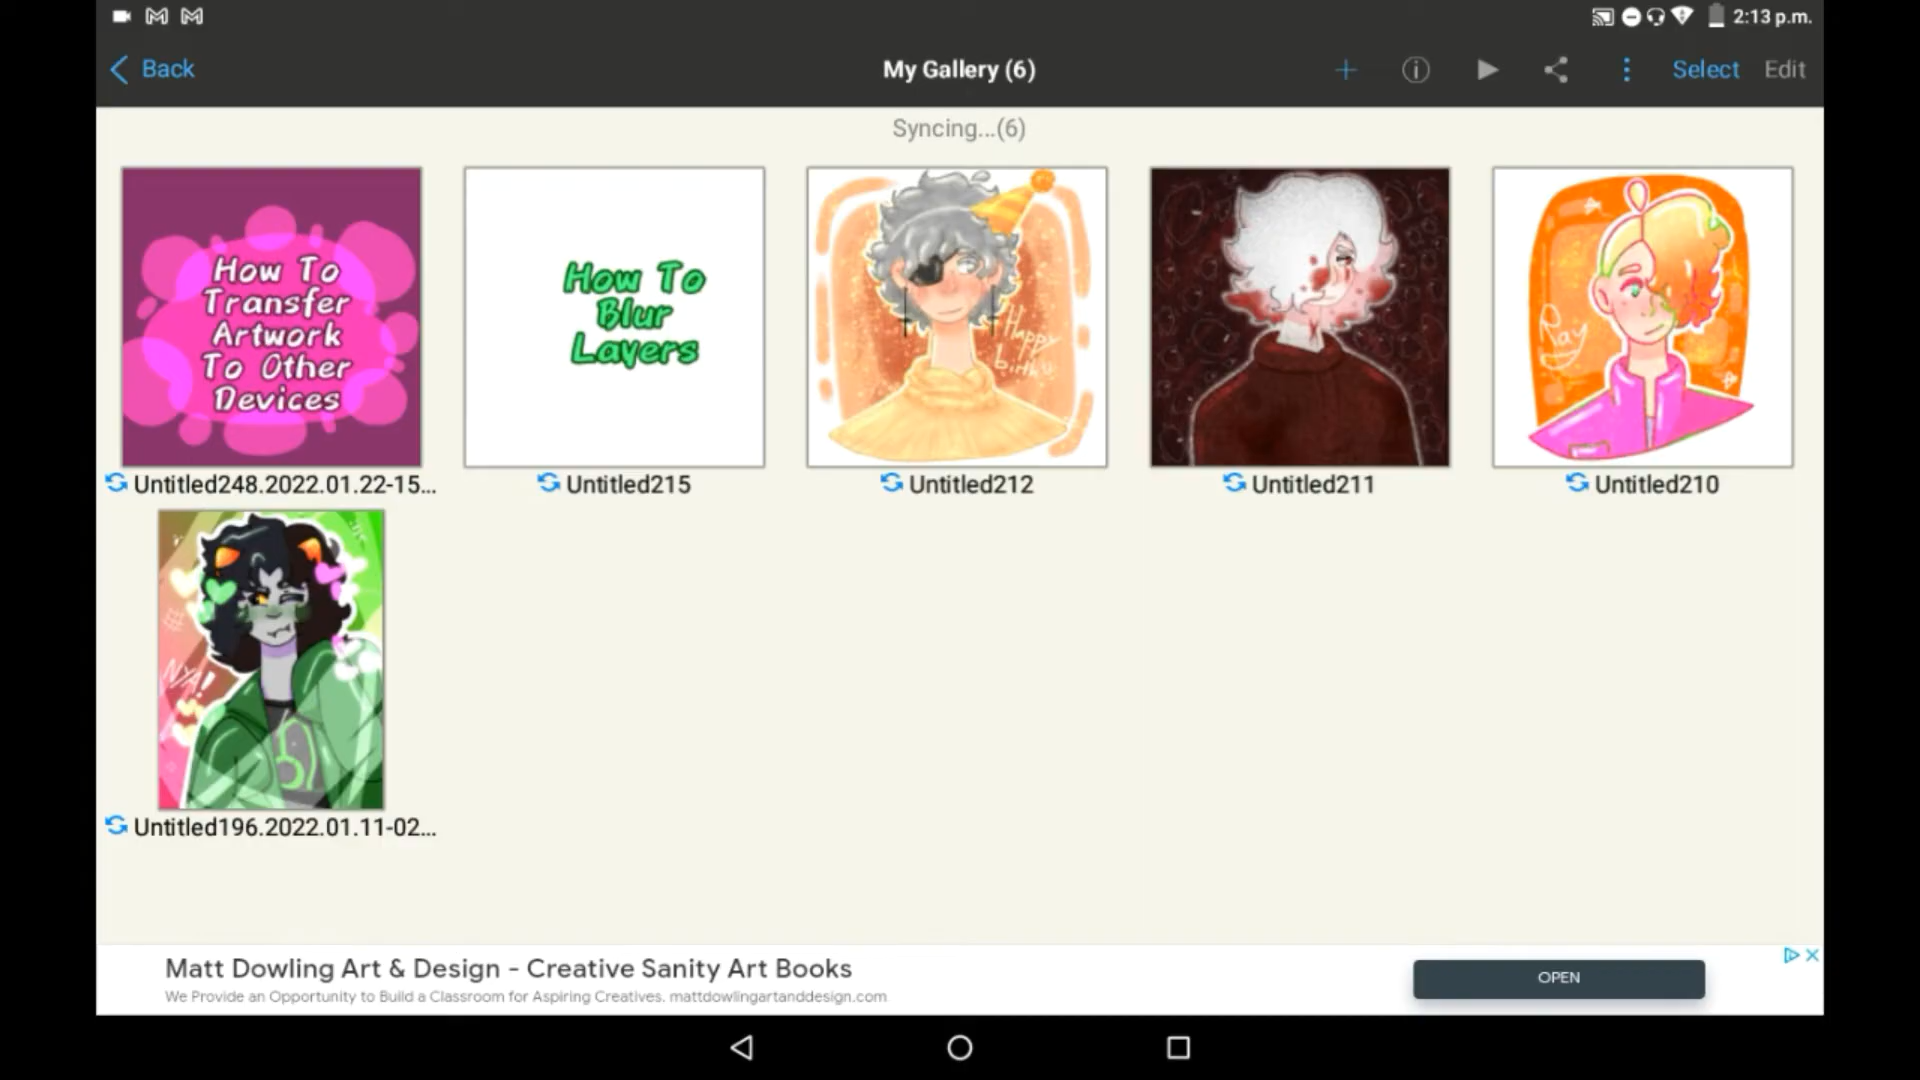 2:13 p.m.
Back
My Gallery (6)
Select
Edit
Syncing...(6)
How To
Transfer
Artwork
To Other
Devices
How To
Blur
Layers
Happy
Ray
Untitled248.2022.01.22-15...
Untitled215
Untitled212
Untitled211
Untitled210
NYA!
Untitled196.2022.01.11-02...
Matt Dowling Art & Design - Creative Sanity Art Books
We Provide an Opportunity to Build a Classroom for Aspiring Creatives. mattdowlingartanddesign.com
OPEN